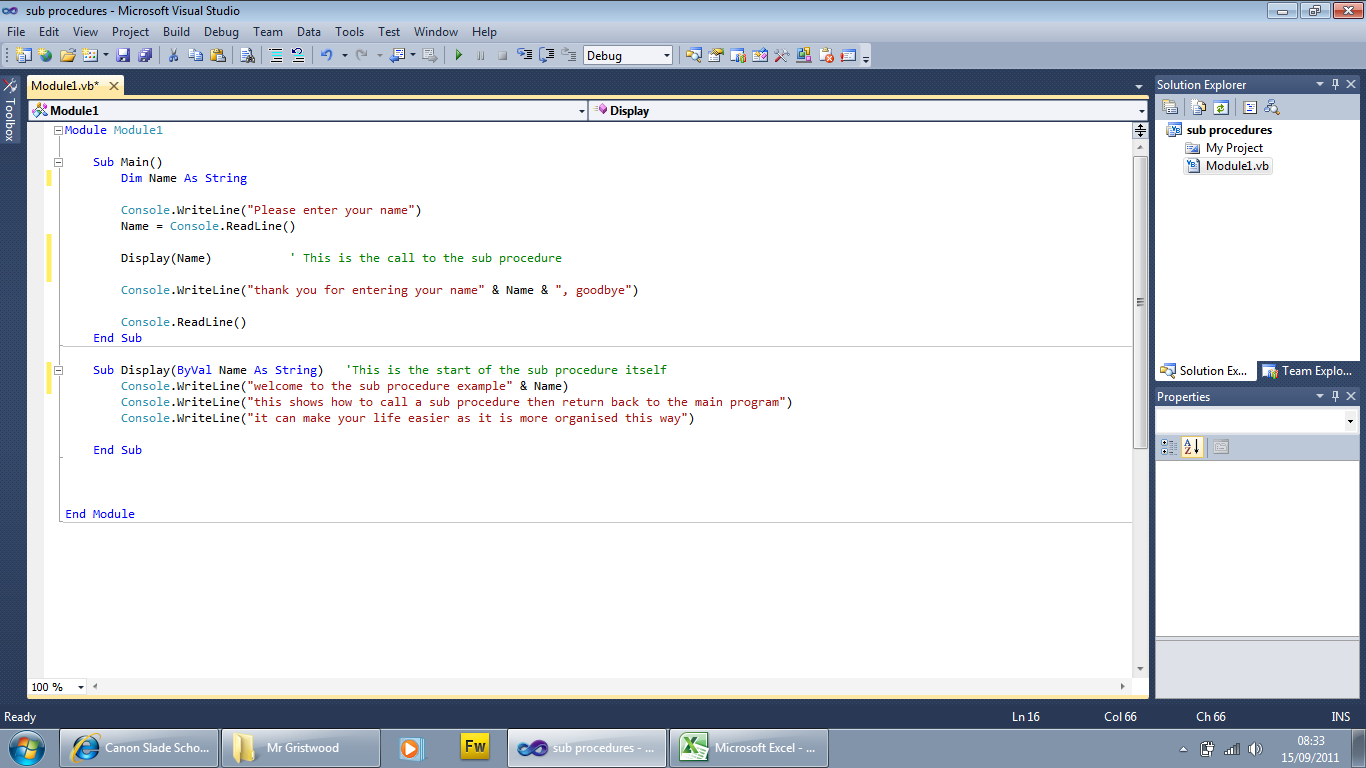 sub procedures - Microsoft Visual Studio
File Edit View Project Build Debug Team Data Tools Test Window Help
Debug
Toolbox
Module1.vb*
Module1
Display
Module Module1
Sub Main()
Dim Name As String
Console.WriteLine("Please enter your name")
Name = Console.ReadLine()
Display(Name) ' This is the call to the sub procedure
Console.WriteLine("thank you for entering your name" & Name & ", goodbye")
Console.ReadLine()
End Sub
Sub Display(ByVal Name As String) 'This is the start of the sub procedure itself
Console.WriteLine("welcome to the sub procedure example" & Name)
Console.WriteLine("this shows how to call a sub procedure then return back to the main program")
Console.WriteLine("it can make your life easier as it is more organised this way")
End Sub
End Module
100 %
Solution Explorer
sub procedures
My Project
Module1.vb
Solution Ex...
Team Explo...
Properties
Ready
Ln 16
Col 66
Ch 66
INS
Canon Slade Scho...
Mr Gristwood
Fw
sub procedures - ...
Microsoft Excel - ...
08:33
15/09/2011